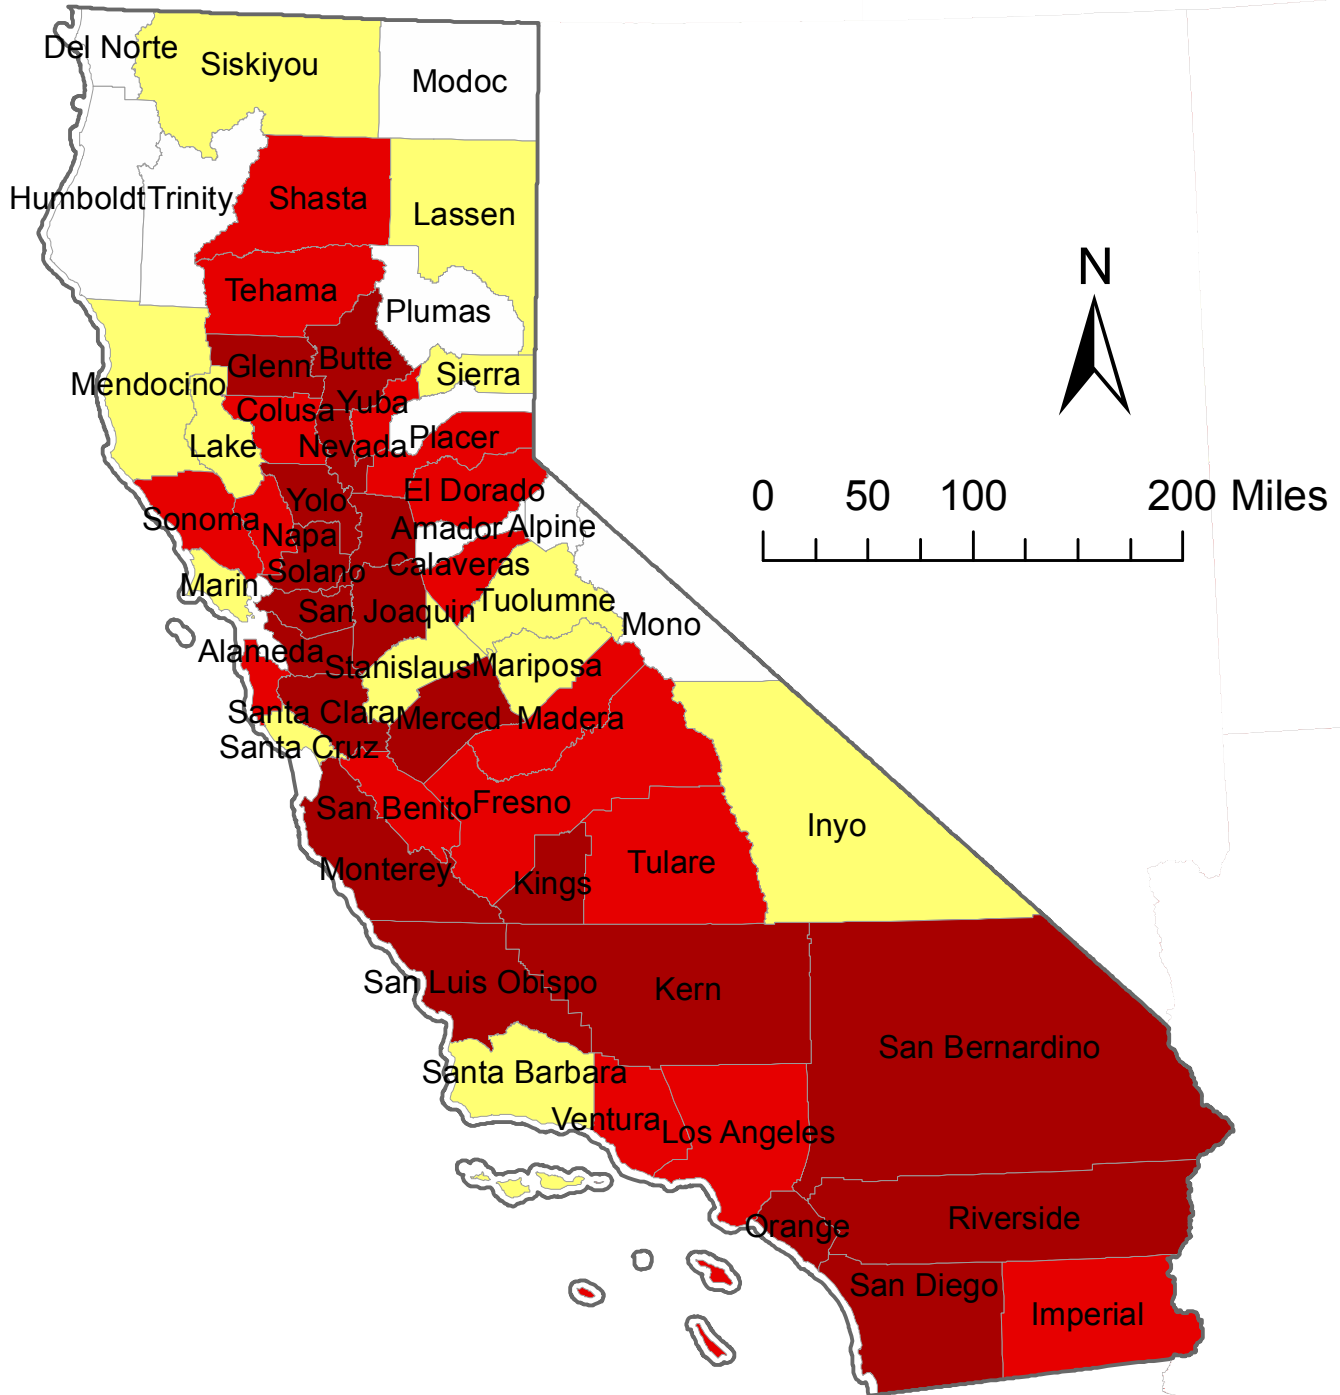 Del Norte
Siskiyou
Modoc
Humboldt
Trinity
Shasta
Lassen
N
Tehama
Plumas
Glenn
Butte
Sierra
Mendocino
Colusa
Yuba
Lake
Nevada
Placer
Yolo
El Dorado
0 50 100 200 Miles
Sonoma
Napa
Amador
Alpine
Marin
Solano
Calaveras
San Joaquin
Tuolumne
Mono
Alameda
Stanislaus
Mariposa
Santa Clara
Merced
Madera
Santa Cruz
San Benito
Fresno
Inyo
Monterey
Kings
Tulare
San Luis Obispo
Kern
San Bernardino
Santa Barbara
Ventura
Los Angeles
Orange
Riverside
San Diego
Imperial